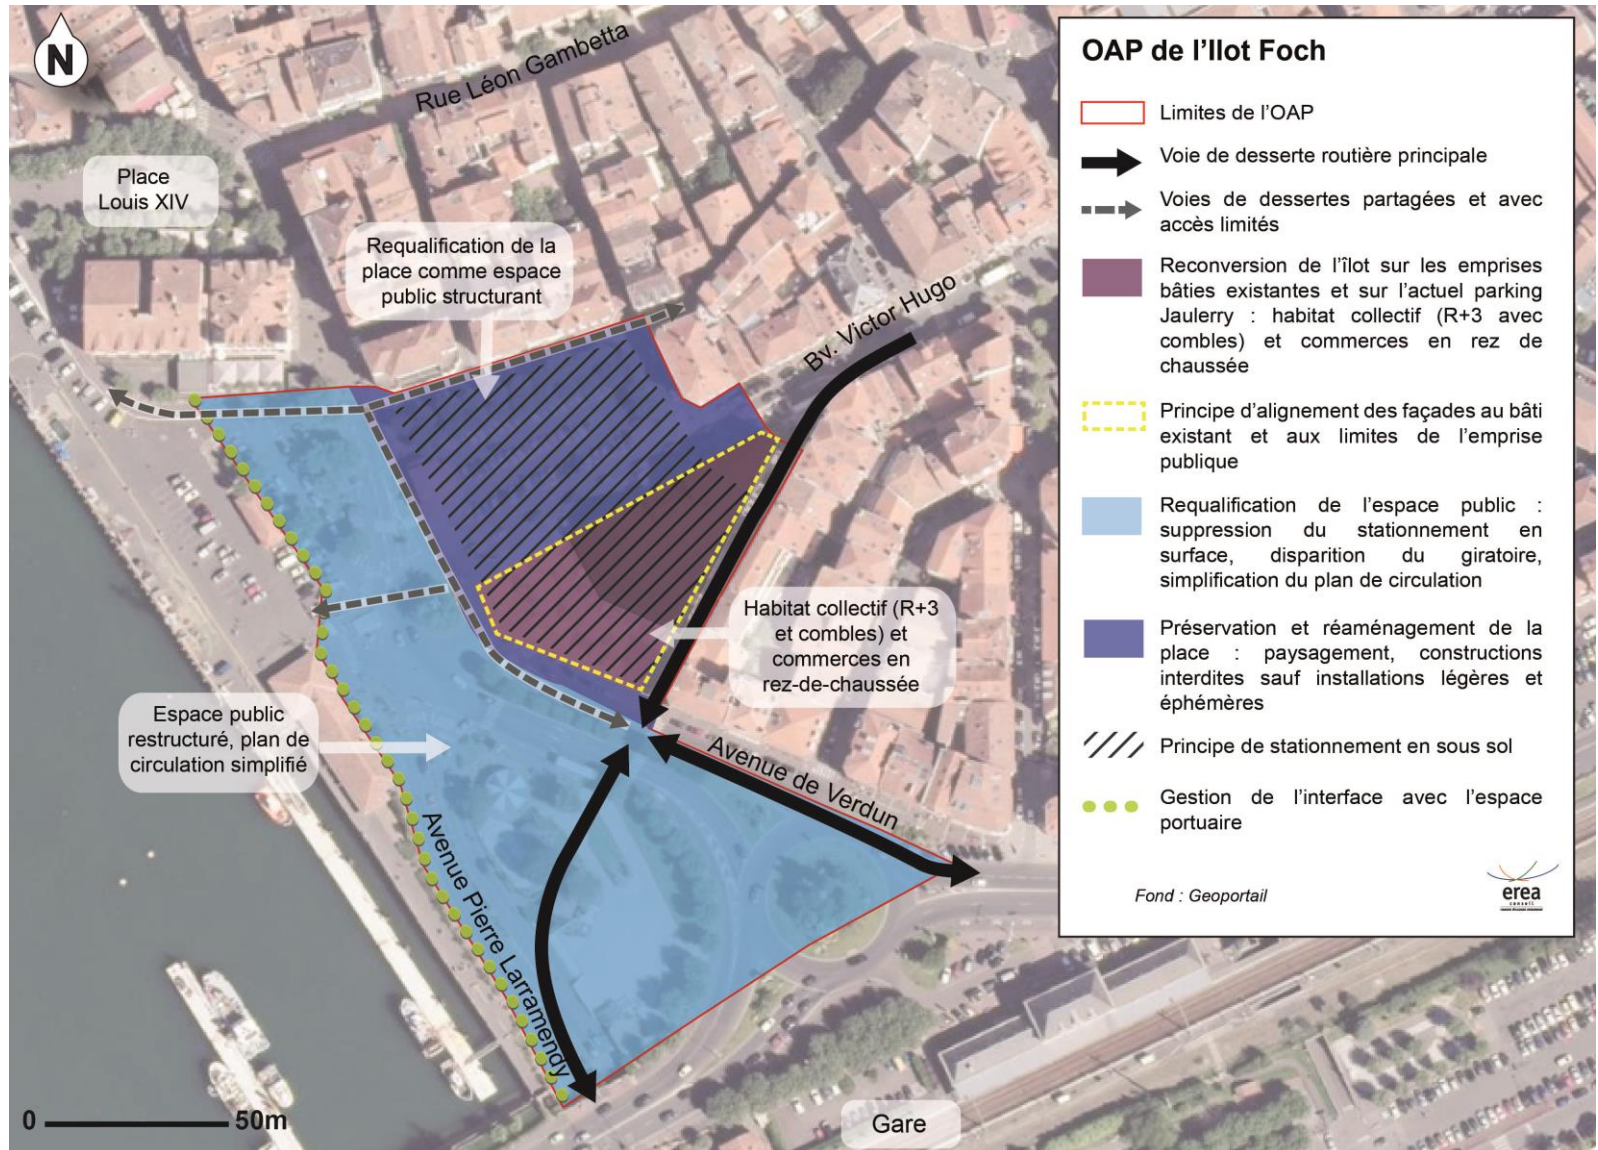 N
Rue Léon Gambetta
Place
Louis XIV
Requalification de la
place comme espace
public structurant
Bv. Victor Hugo
Habitat collectif (R+3
et combles) et
commerces en
rez-de-chaussée
Espace public
restructuré, plan de
circulation simplifié
Avenue de Verdun
Avenue Pierre Larramendy
0 50m
Gare
OAP de l'Ilot Foch
Limites de l'OAP
Voie de desserte routière principale
Voies de dessertes partagées et avec
accès limités
Reconversion de l'îlot sur les emprises
bâties existantes et sur l'actuel parking
Jaulerry : habitat collectif (R+3 avec
combles) et commerces en rez de
chaussée
Principe d'alignement des façades au bâti
existant et aux limites de l'emprise
publique
Requalification de l'espace public :
suppression du stationnement en
surface, disparition du giratoire,
simplification du plan de circulation
Préservation et réaménagement de la
place : paysagement, constructions
interdites sauf installations légères et
éphémères
Principe de stationnement en sous sol
Gestion de l'interface avec l'espace
portuaire
Fond : Geoportail
erea
conseil